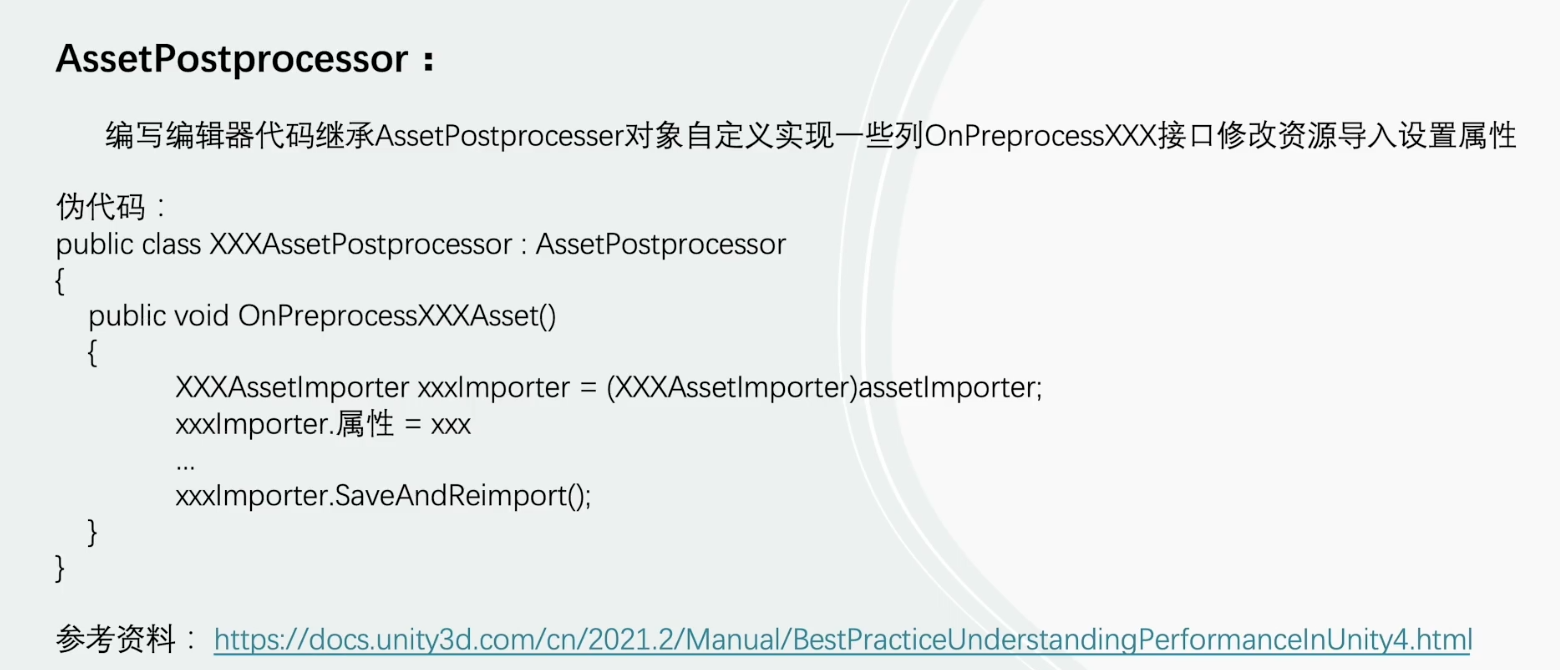 AssetPostprocessor：
编写编辑器代码继承AssetPostprocesser对象自定义实现一些列OnPreprocessXXX接口修改资源导入设置属性
伪代码：
public class XXXAssetPostprocessor : AssetPostprocessor
{
public void OnPreprocessXXXAsset()
{
XXXAssetImporter xxxImporter = (XXXAssetImporter)assetImporter;
xxxImporter.属性 = xxx
...
xxxImporter.SaveAndReimport();
}
}
参考资料： https://docs.unity3d.com/cn/2021.2/Manual/BestPracticeUnderstandingPerformanceInUnity4.html